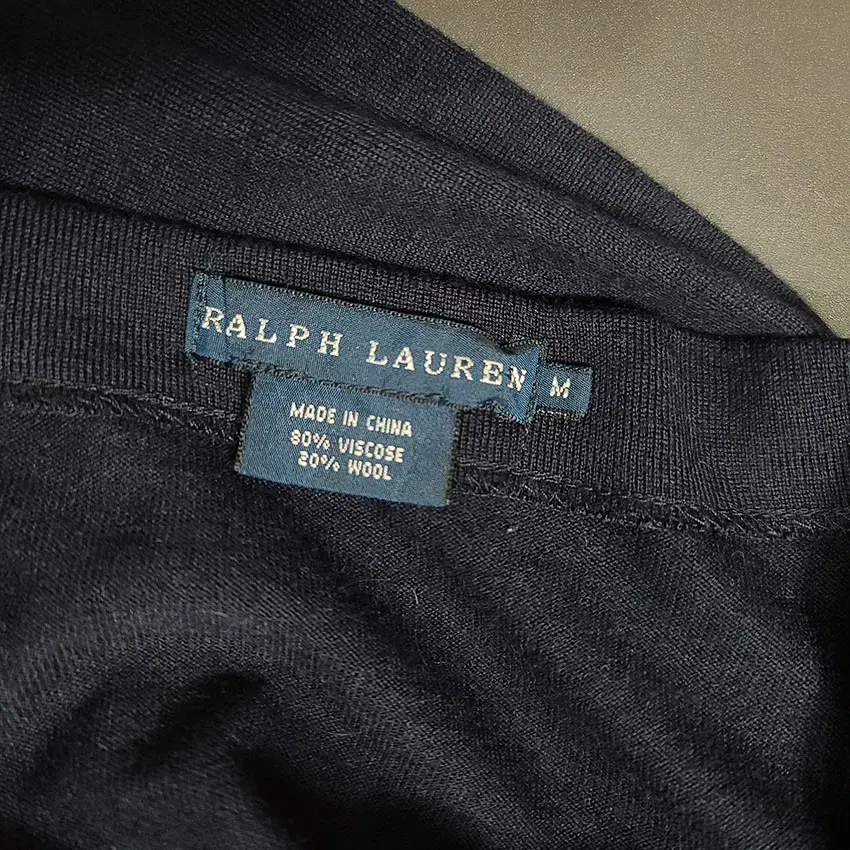 RALPH LAUREN
M
MADE IN CHINA
80% VISCOSE
20% WOOL